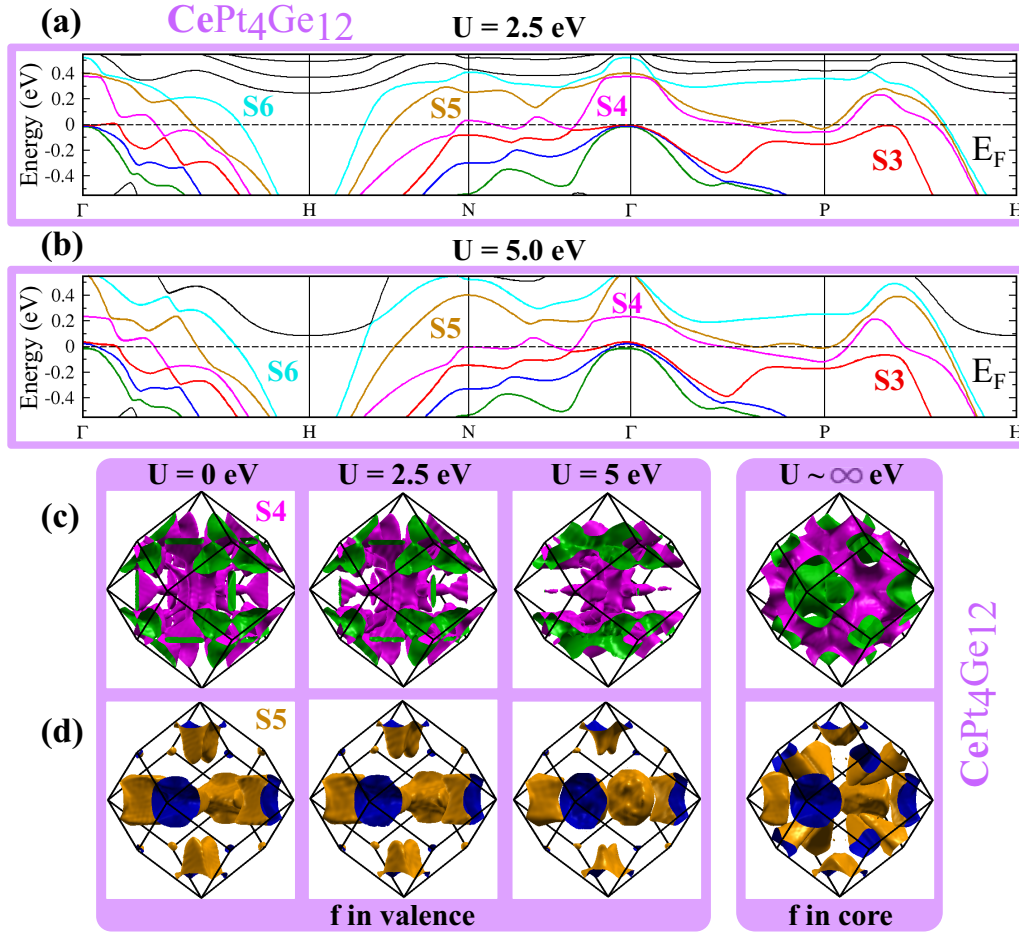 (a) CePt4Ge12 U = 2.5 eV
Energy (eV)
0.4
0.2
0
-0.2
-0.4
S6 S5 S4 S3 E_F
Γ H N Γ P H
(b) U = 5.0 eV
Energy (eV)
0.4
0.2
0
-0.2
-0.4
S6 S5 S4 S3 E_F
Γ H N Γ P H
U = 0 eV U = 2.5 eV U = 5 eV U ~ ∞ eV
(c) S4
(d) S5
CePt4Ge12
f in valence f in core